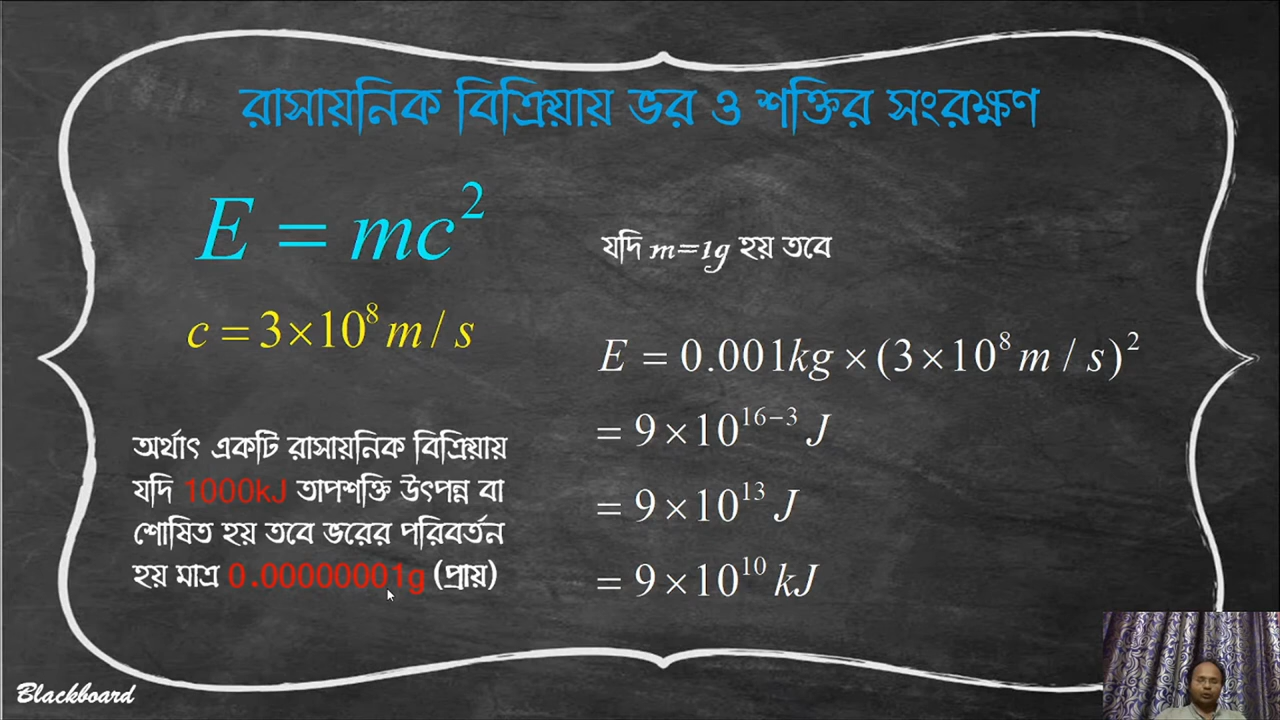 রাসায়নিক বিক্রিয়ায় ভর ও শক্তির সংরক্ষণ
E = mc²
c = 3×10⁸ m / s
অর্থাৎ একটি রাসায়নিক বিক্রিয়ায়
যদি 1000kJ তাপশক্তি উৎপন্ন বা
শোষিত হয় তবে ভরের পরিবর্তন
হয় মাত্র 0.00000001g (প্রায়)
যদি m=1g হয় তবে
E = 0.001kg × (3×10⁸ m / s)²
= 9×10¹⁶⁻³ J
= 9×10¹³ J
= 9×10¹⁰ kJ
Blackboard